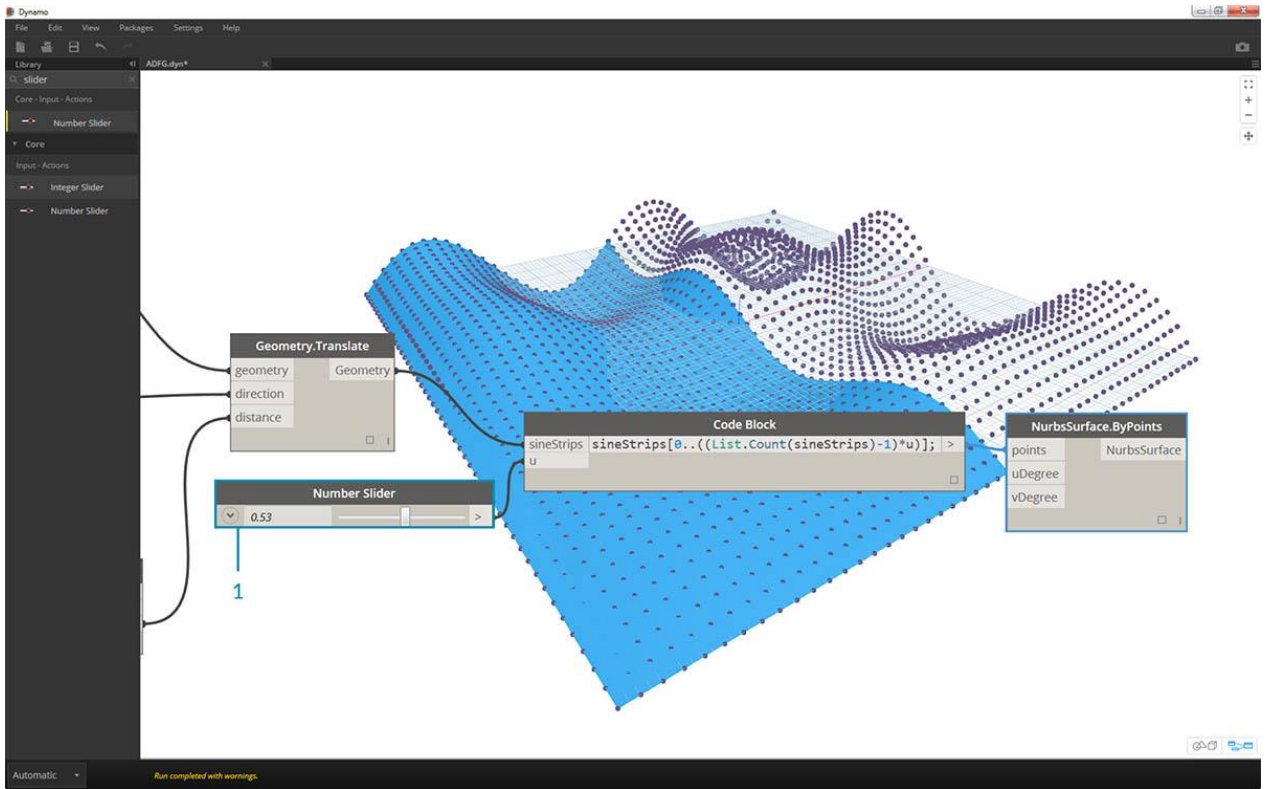 Dynamo
File Edit View Packages Settings Help
Library
ADFG.dyn*
slider
Core - Input - Actions
Number Slider
Core
Input - Actions
Integer Slider
Number Slider
Geometry.Translate
geometry Geometry
direction
distance
Code Block
sineStrips sineStrips[0..((List.Count(sineStrips)-1)*u)]; >
u
NurbsSurface.ByPoints
points NurbsSurface
uDegree
vDegree
Number Slider
0.53 >
1
Automatic
Run completed with warnings.